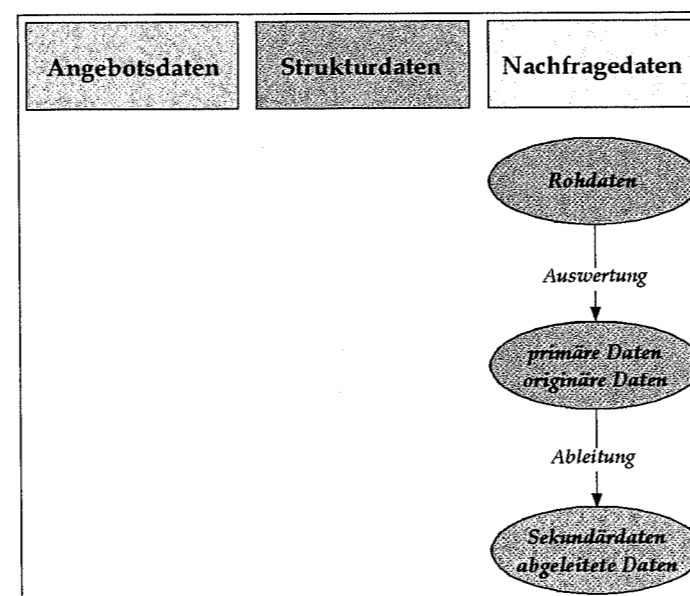 Angebotsdaten
Strukturdaten
Nachfragedaten
Rohdaten
Auswertung
primäre Daten
originäre Daten
Ableitung
Sekundärdaten
abgeleitete Daten